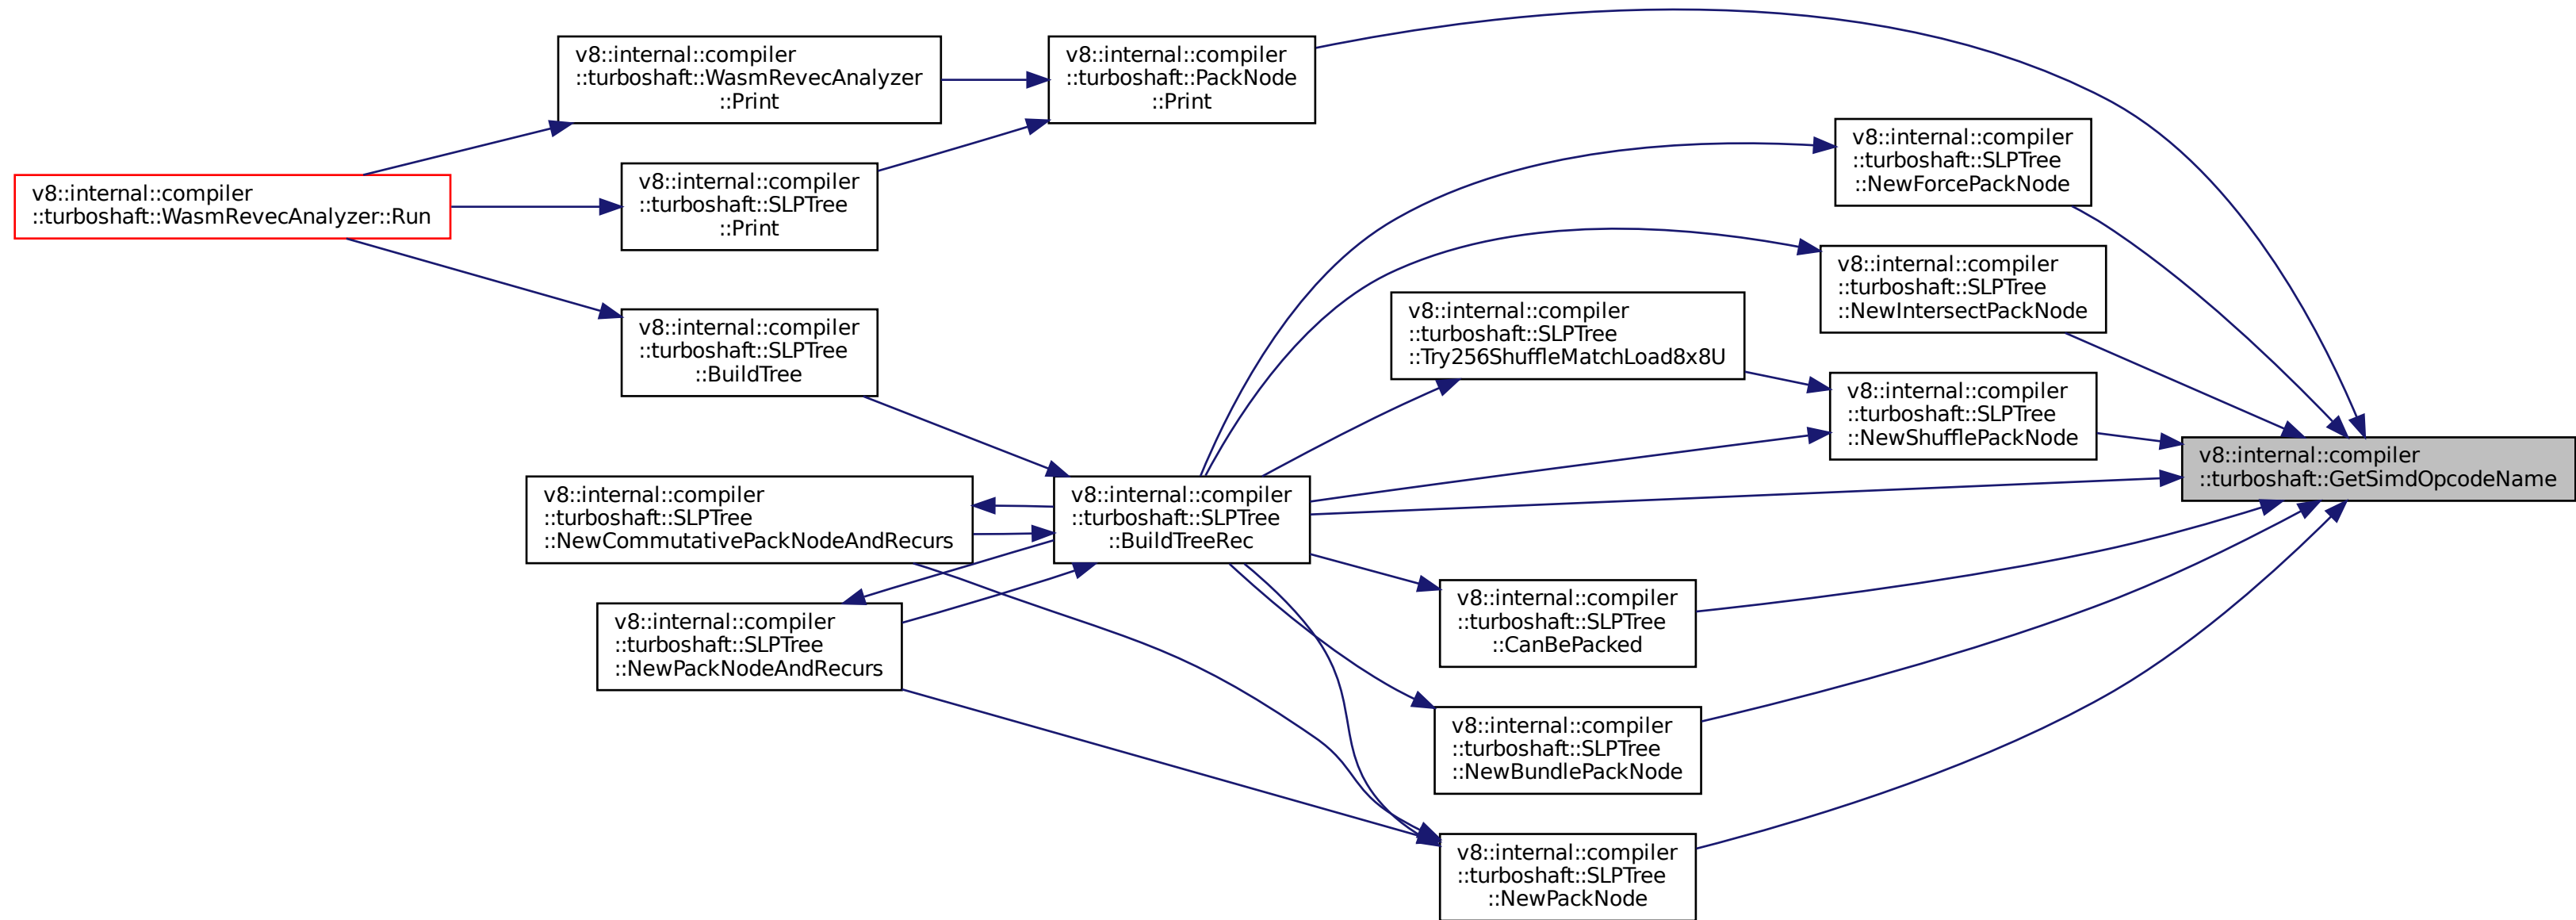 v8::internal::compiler
::turboshaft::WasmRevecAnalyzer
::Print
v8::internal::compiler
::turboshaft::PackNode
::Print
v8::internal::compiler
::turboshaft::SLPTree
::NewForcePackNode
v8::internal::compiler
::turboshaft::WasmRevecAnalyzer::Run
v8::internal::compiler
::turboshaft::SLPTree
::Print
v8::internal::compiler
::turboshaft::SLPTree
::NewIntersectPackNode
v8::internal::compiler
::turboshaft::SLPTree
::BuildTree
v8::internal::compiler
::turboshaft::SLPTree
::Try256ShuffleMatchLoad8x8U
v8::internal::compiler
::turboshaft::SLPTree
::NewShufflePackNode
v8::internal::compiler
::turboshaft::GetSimdOpcodeName
v8::internal::compiler
::turboshaft::SLPTree
::NewCommutativePackNodeAndRecurs
v8::internal::compiler
::turboshaft::SLPTree
::BuildTreeRec
v8::internal::compiler
::turboshaft::SLPTree
::CanBePacked
v8::internal::compiler
::turboshaft::SLPTree
::NewPackNodeAndRecurs
v8::internal::compiler
::turboshaft::SLPTree
::NewBundlePackNode
v8::internal::compiler
::turboshaft::SLPTree
::NewPackNode